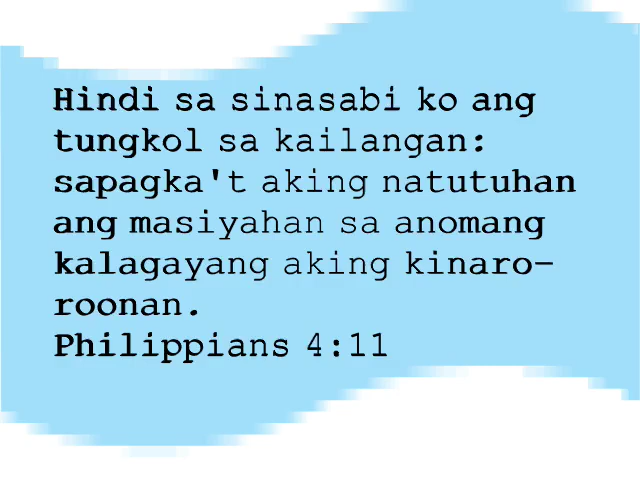 Hindi sa sinasabi ko ang
tungkol sa kailangan:
sapagka't aking natutuhan
ang masiyahan sa anomang
kalagayang aking kinaro-
roonan.
Philippians 4:11